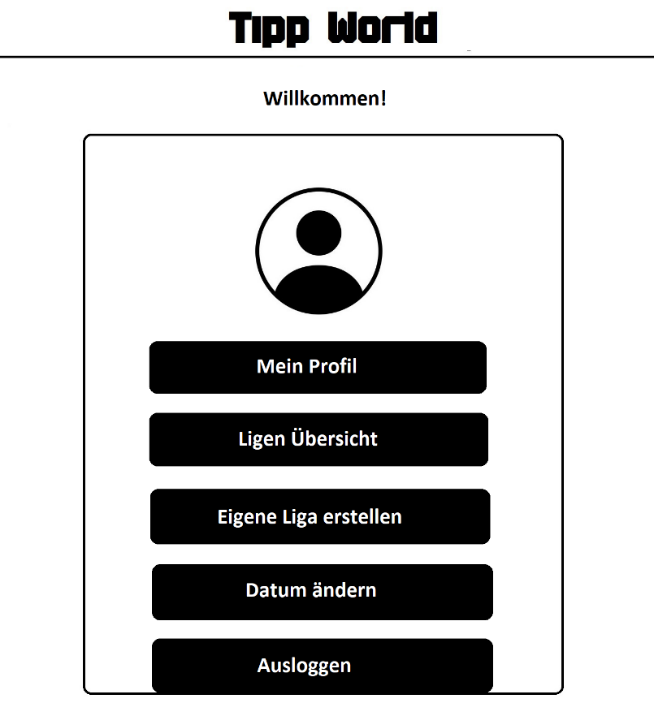 Tipp World
Willkommen!
Mein Profil
Ligen Übersicht
Eigene Liga erstellen
Datum ändern
Ausloggen